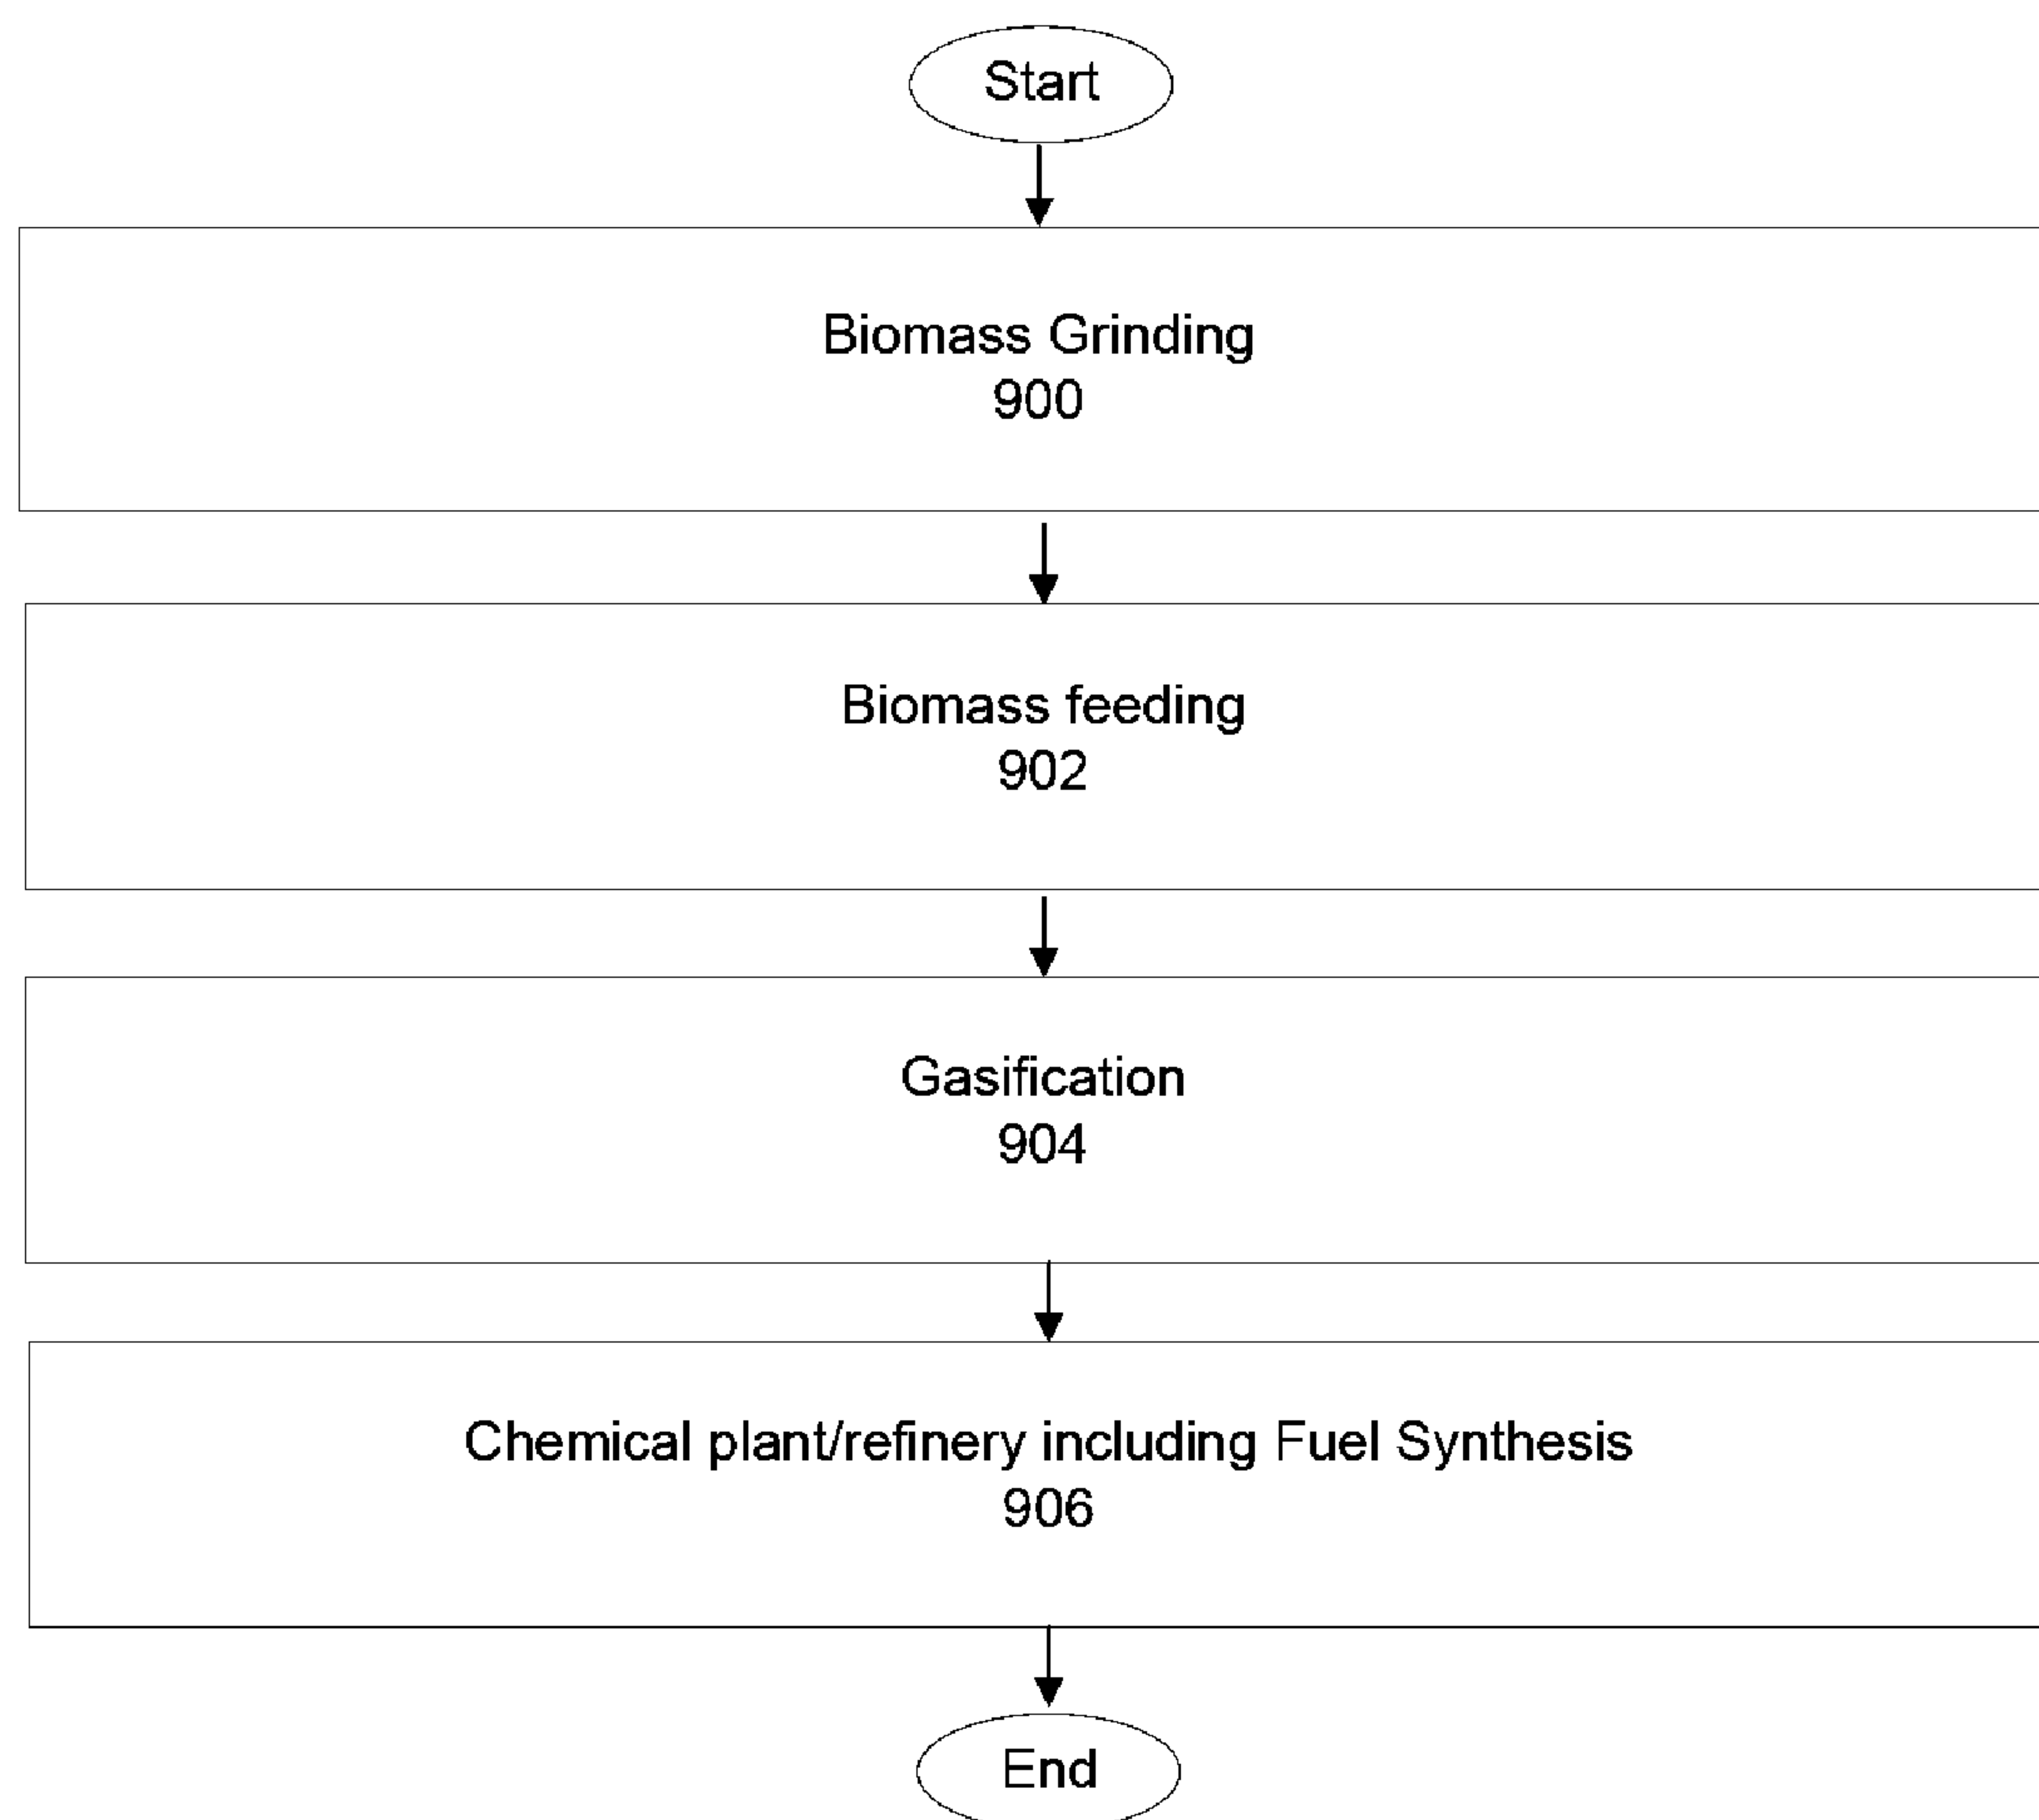 Start
Biomass Grinding
900
Biomass feeding
902
Gasification
904
Chemical plant/refinery including Fuel Synthesis
906
End